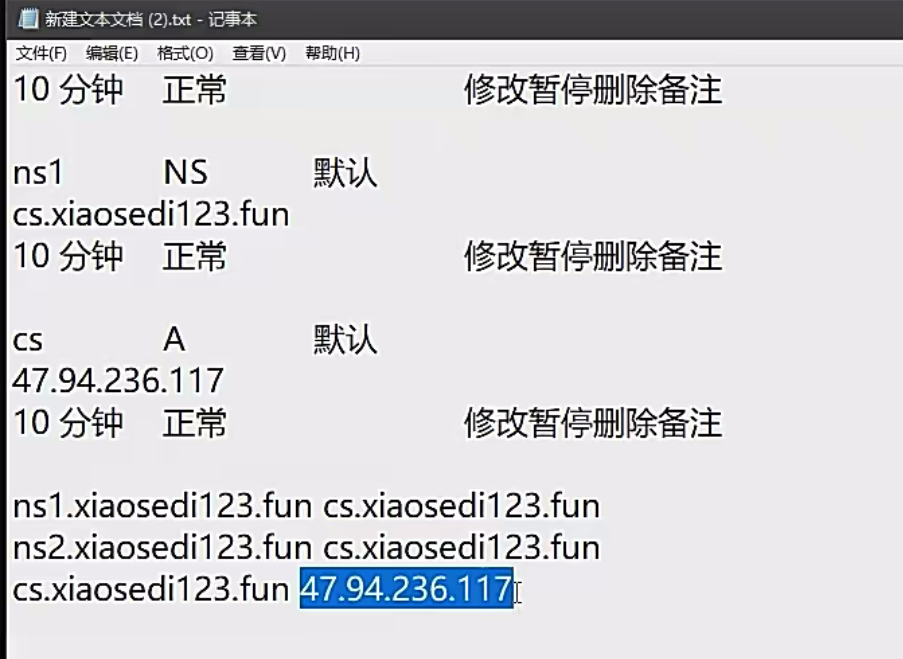 新建文本文档 (2).txt - 记事本
文件(F) 编辑(E) 格式(O) 查看(V) 帮助(H)
10 分钟 正常 修改暂停删除备注
ns1 NS 默认
cs.xiaosedi123.fun
10 分钟 正常 修改暂停删除备注
cs A 默认
47.94.236.117
10 分钟 正常 修改暂停删除备注
ns1.xiaosedi123.fun cs.xiaosedi123.fun
ns2.xiaosedi123.fun cs.xiaosedi123.fun
cs.xiaosedi123.fun 47.94.236.117